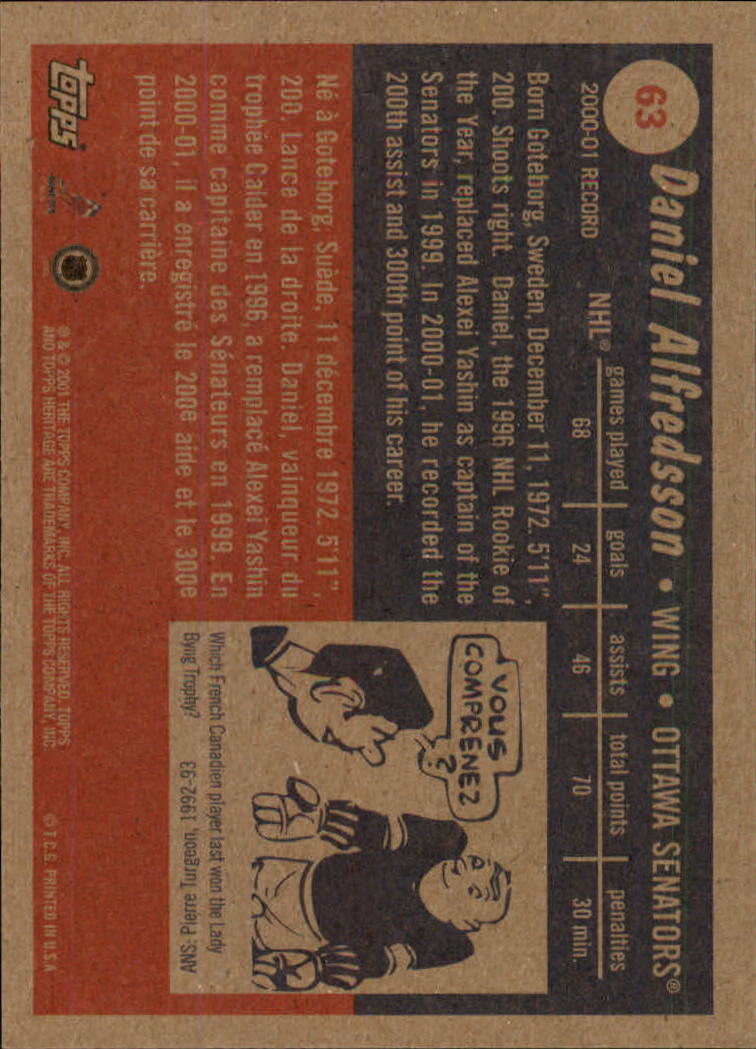 63
Daniel Alfredsson • WING • OTTAWA SENATORS®
2000-01 RECORD
games played goals assists total points penalties
NHL® 68 24 46 70 30 min.
Born Goteborg, Sweden, December 11, 1972. 5'11",
200. Shoots right. Daniel, the 1996 NHL Rookie of
the Year, replaced Alexei Yashin as captain of the
Senators in 1999. In 2000-01, he recorded the
200th assist and 300th point of his career.
Né à Goteborg, Suède, 11 décembre 1972. 5'11",
200. Lance de la droite. Daniel, vainqueur du
trophée Calder en 1996, a remplacé Alexei Yashin
comme capitaine des Sénateurs en 1999. En
2000-01, il a enregistré le 200e aide et le 300e
point de sa carrière.
VOUS
COMPRENEZ
?
Which French Canadien player last won the Lady
Byng Trophy?
ANS: Pierre Turgeon, 1992-93
topps
® & © 2001 THE TOPPS COMPANY, INC. ALL RIGHTS RESERVED. TOPPS
AND TOPPS HERITAGE ARE TRADEMARKS OF THE TOPPS COMPANY, INC.
© T.C.G. PRINTED IN U.S.A.